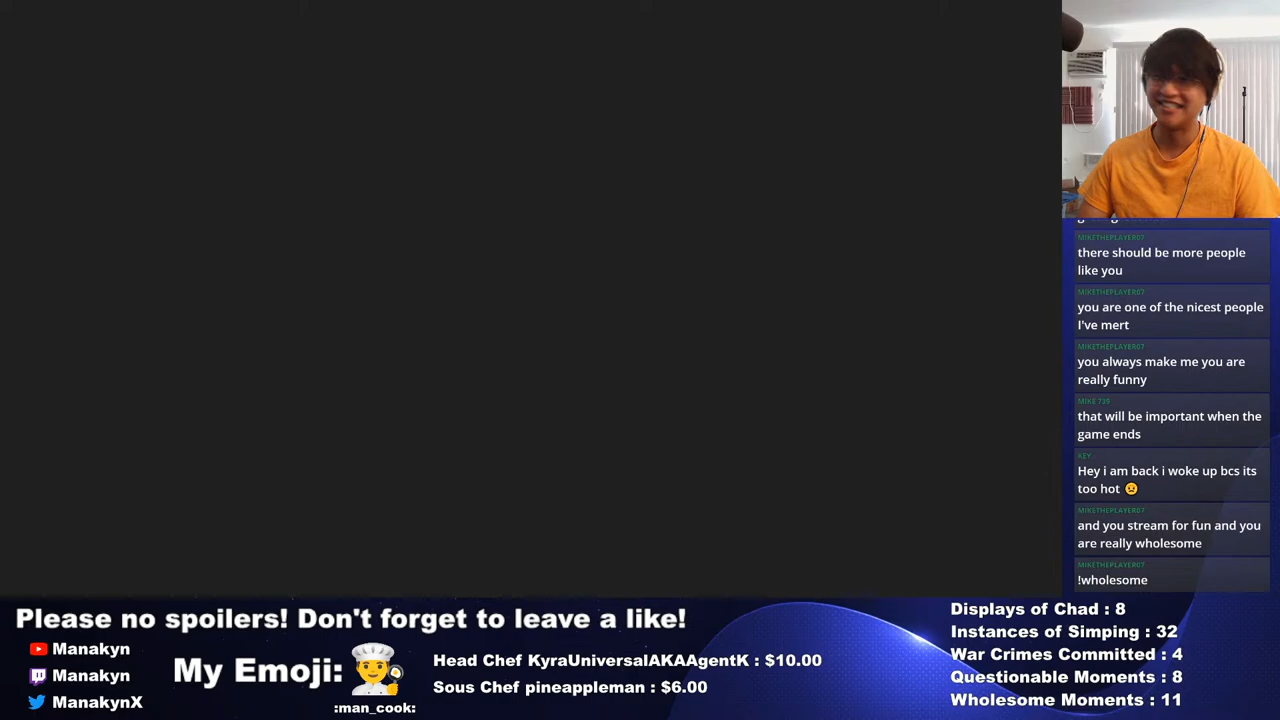 MIKETHEPLAYER07
there should be more people
like you
MIKETHEPLAYER07
you are one of the nicest people
I've mert
MIKETHEPLAYER07
you always make me you are
really funny
MIKE 739
that will be important when the
game ends
KEY
Hey i am back i woke up bcs its
too hot 😣
MIKETHEPLAYER07
and you stream for fun and you
are really wholesome
MIKETHEPLAYER07
!wholesome
Please no spoilers! Don't forget to leave a like!
Manakyn
Manakyn
ManakynX
My Emoji:
:man_cook:
Head Chef KyraUniversalAKAAgentK : $10.00
Sous Chef pineappleman : $6.00
Displays of Chad : 8
Instances of Simping : 32
War Crimes Committed : 4
Questionable Moments : 8
Wholesome Moments : 11